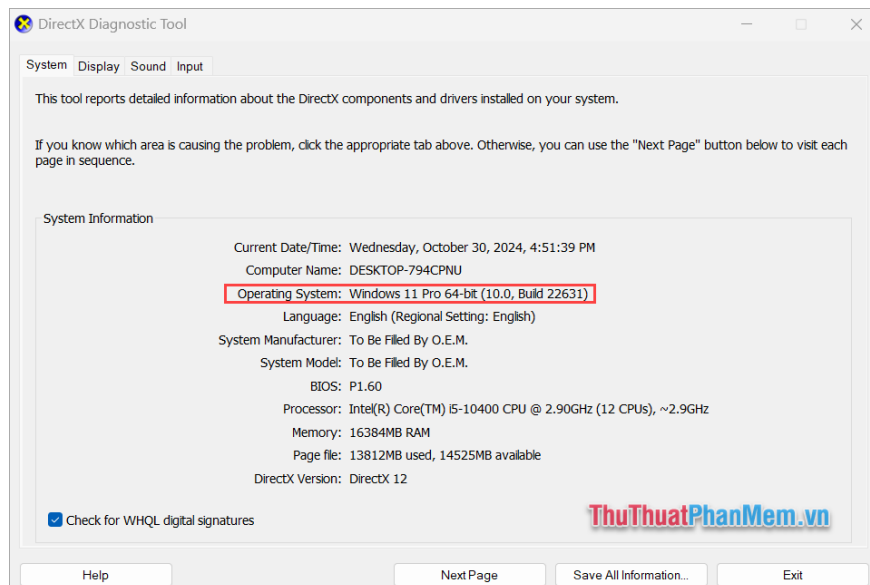 DirectX Diagnostic Tool
System Display Sound Input
This tool reports detailed information about the DirectX components and drivers installed on your system.
If you know which area is causing the problem, click the appropriate tab above. Otherwise, you can use the "Next Page" button below to visit each
page in sequence.
System Information
Current Date/Time: Wednesday, October 30, 2024, 4:51:39 PM
Computer Name: DESKTOP-794CPNU
Operating System: Windows 11 Pro 64-bit (10.0, Build 22631)
Language: English (Regional Setting: English)
System Manufacturer: To Be Filled By O.E.M.
System Model: To Be Filled By O.E.M.
BIOS: P1.60
Processor: Intel(R) Core(TM) i5-10400 CPU @ 2.90GHz (12 CPUs), ~2.9GHz
Memory: 16384MB RAM
Page file: 13812MB used, 14525MB available
DirectX Version: DirectX 12
Check for WHQL digital signatures
ThuThuatPhanMem.vn
Help Next Page Save All Information... Exit